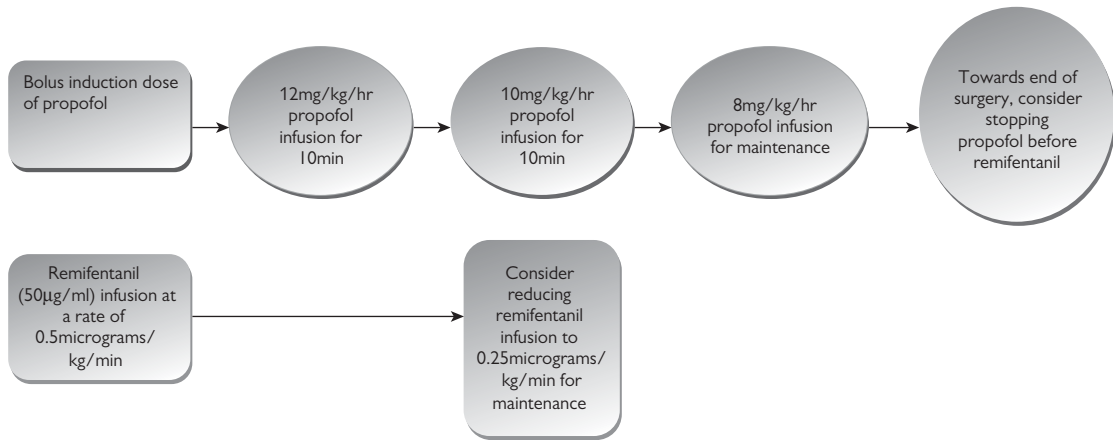 Bolus induction dose
of propofol
12mg/kg/hr
propofol
infusion for
10min
10mg/kg/hr
propofol
infusion for
10min
8mg/kg/hr
propofol infusion
for maintenance
Towards end of
surgery, consider
stopping
propofol before
remifentanil
Remifentanil
(50µg/ml) infusion at
a rate of
0.5micrograms/
kg/min
Consider
reducing
remifentanil
infusion to
0.25micrograms/
kg/min for
maintenance